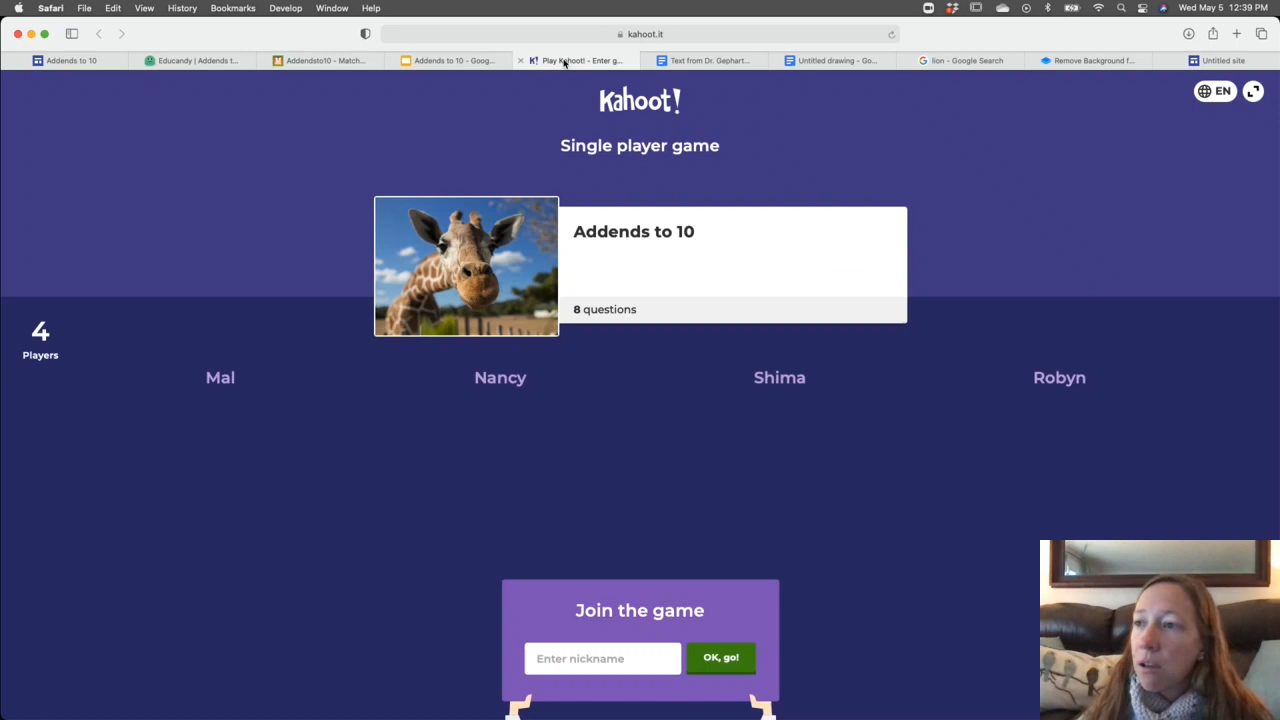 Safari File Edit View History Bookmarks Develop Window Help Wed May 5 12:39 PM
kahoot.it
Addends to 10 Educandy | Addends t... Addendsto10 - Match... Addends to 10 - Goog... K! Play Kahoot! - Enter g... Text from Dr. Gephart... Untitled drawing - Go... lion - Google Search Remove Background f... Untitled site
Kahoot!
EN
Single player game
Addends to 10
8 questions
4
Players
Mal Nancy Shima Robyn
Join the game
Enter nickname OK, go!